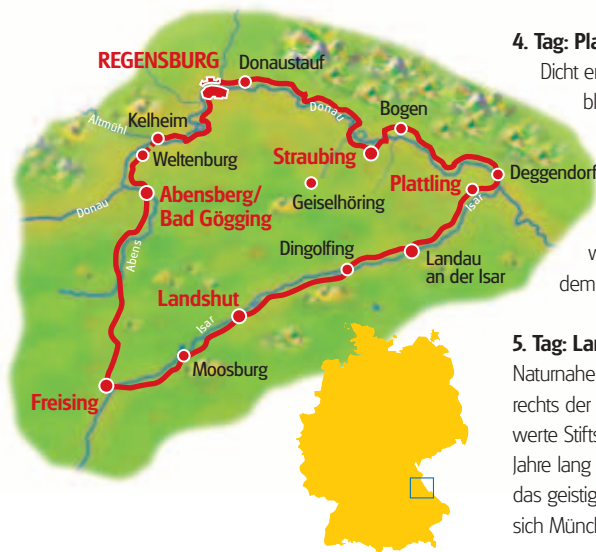 REGENSBURG
Donaustauf
Donau
Kelheim
Altmühl
Weltenburg
Bogen
Straubing
Deggendorf
Plattling
Abensberg/
Bad Gögging
Geiselhöring
Donau
Abens
Isar
Dingolfing
Landau
an der Isar
Landshut
Isar
Moosburg
Freising
4. Tag: Pla
Dicht e
bl
w
dem
5. Tag: Lan
Naturnahe
rechts der
werte Stifts
Jahre lang
das geistig
sich Münch